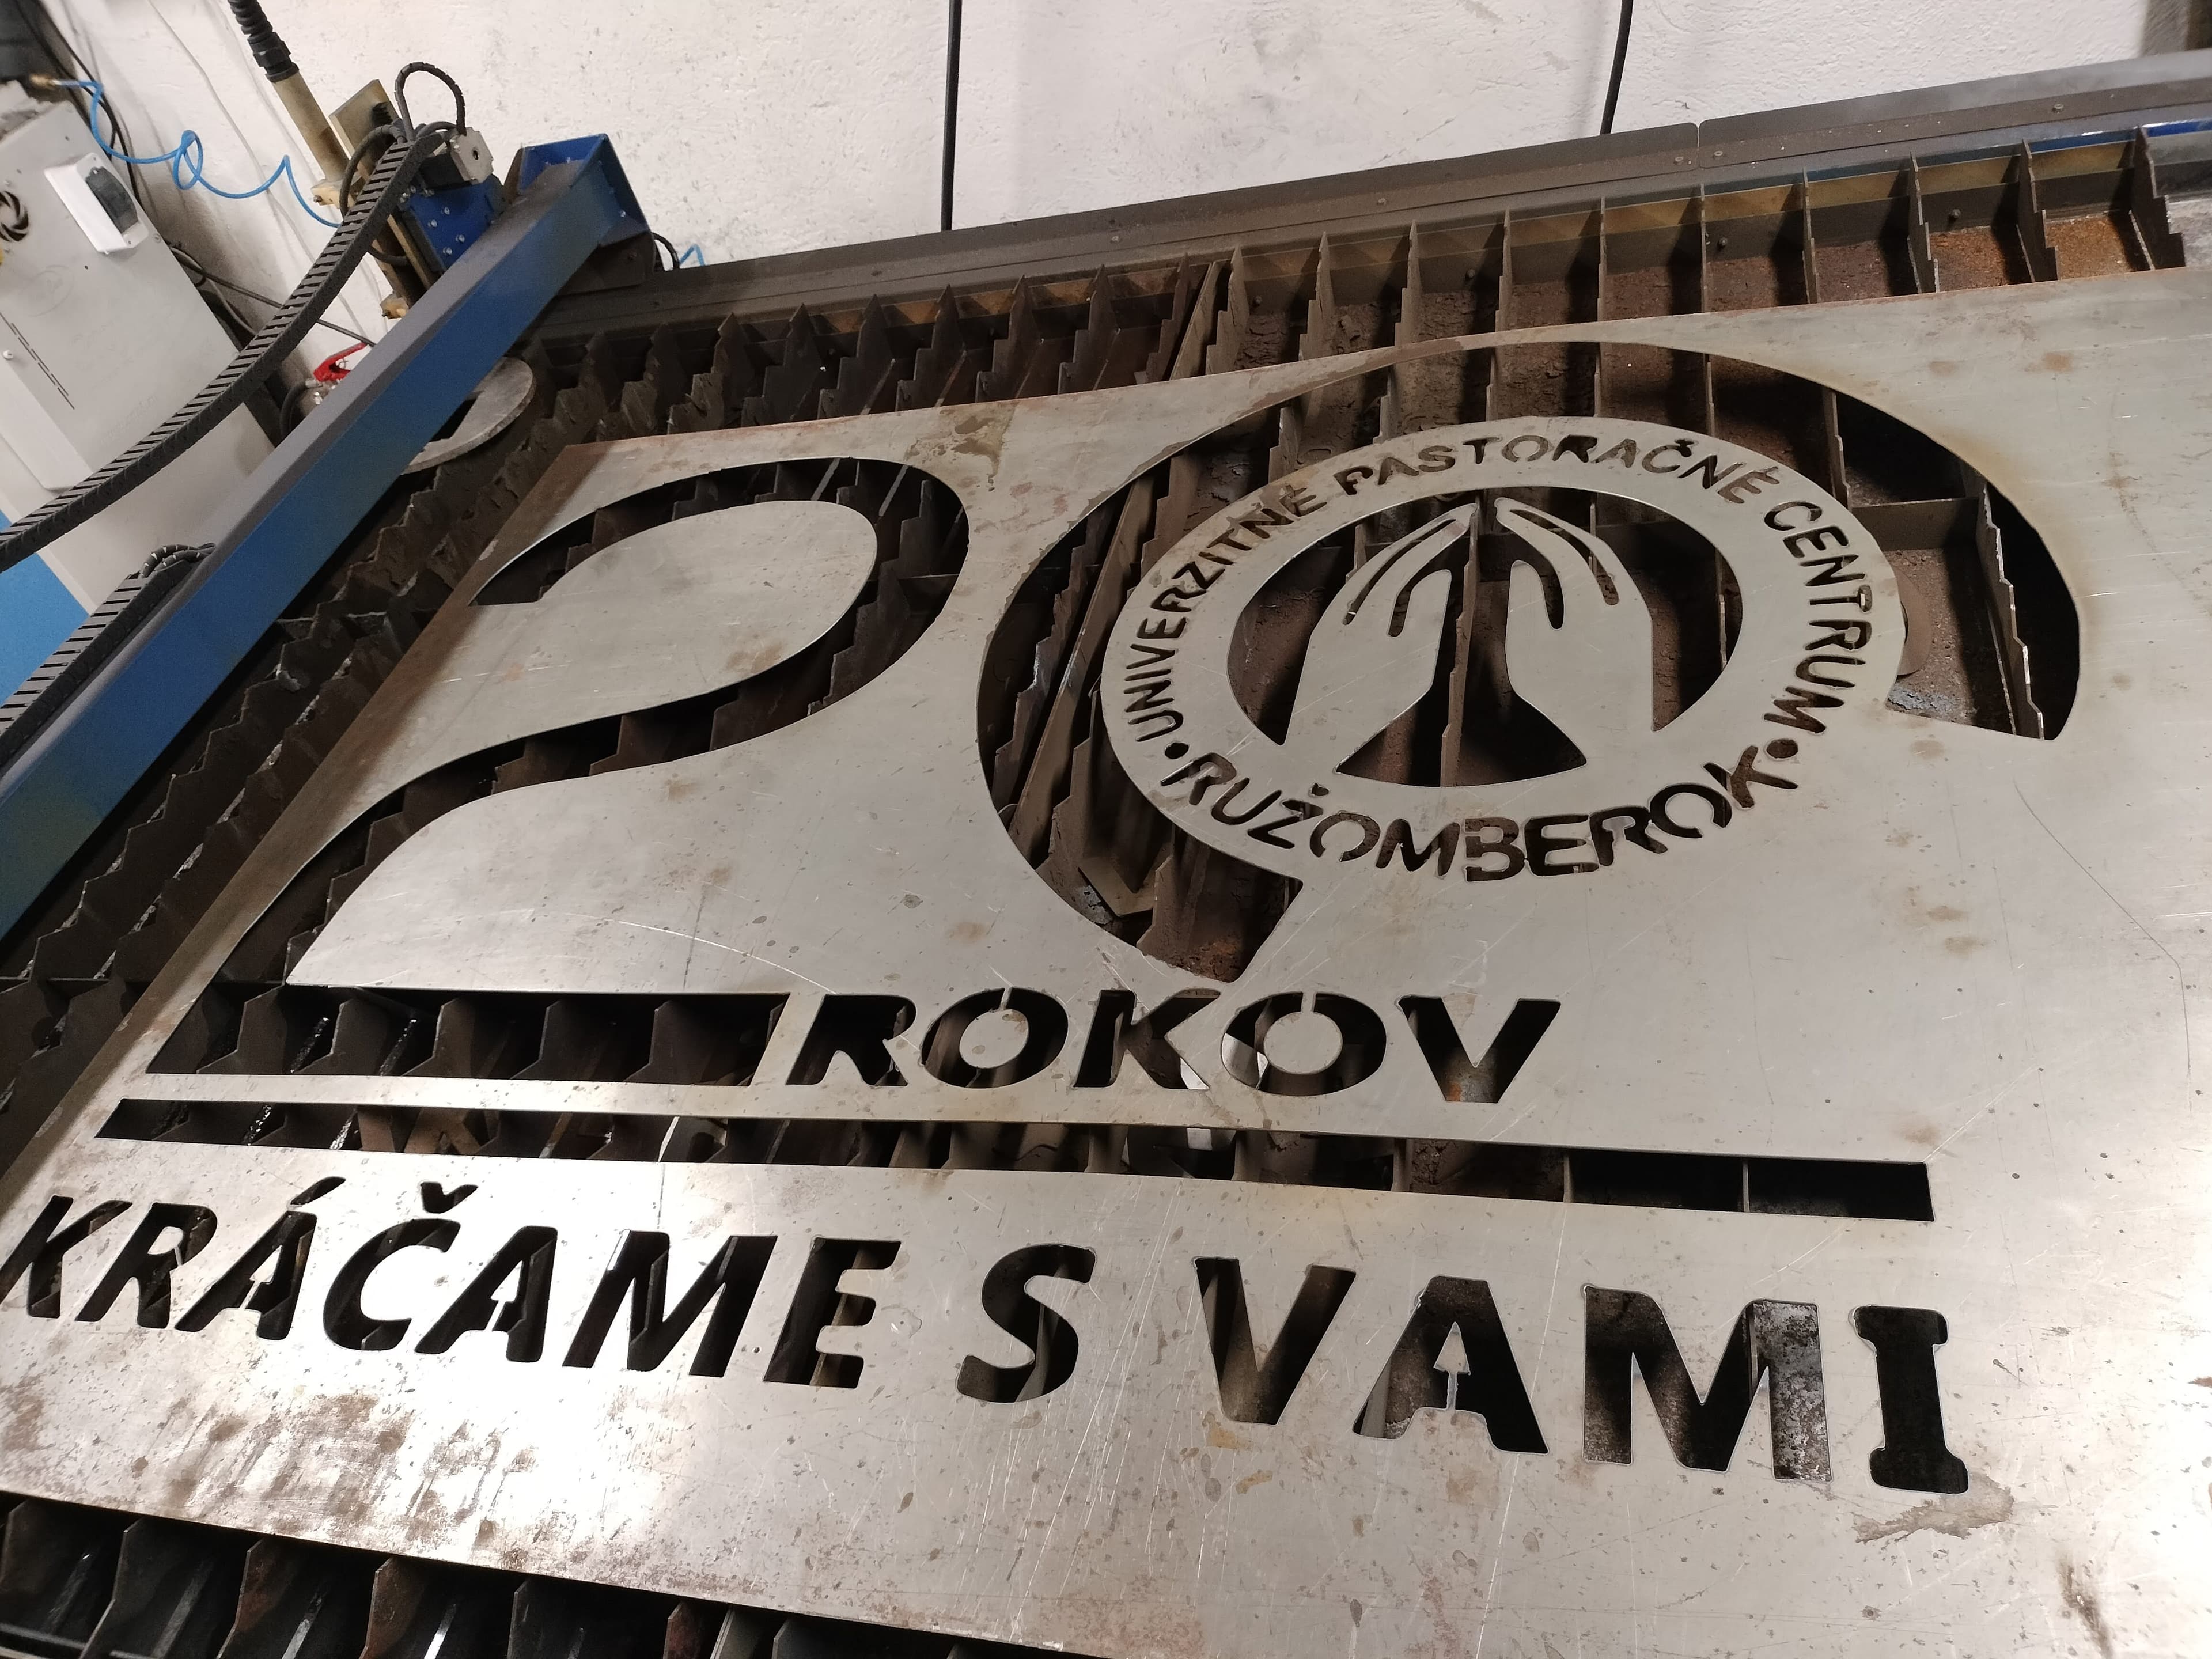 20
UNIVERZITNÉ PASTORAČNÉ CENTRUM
• RUŽOMBEROK •
ROKOV
KRÁČAME S VAMI